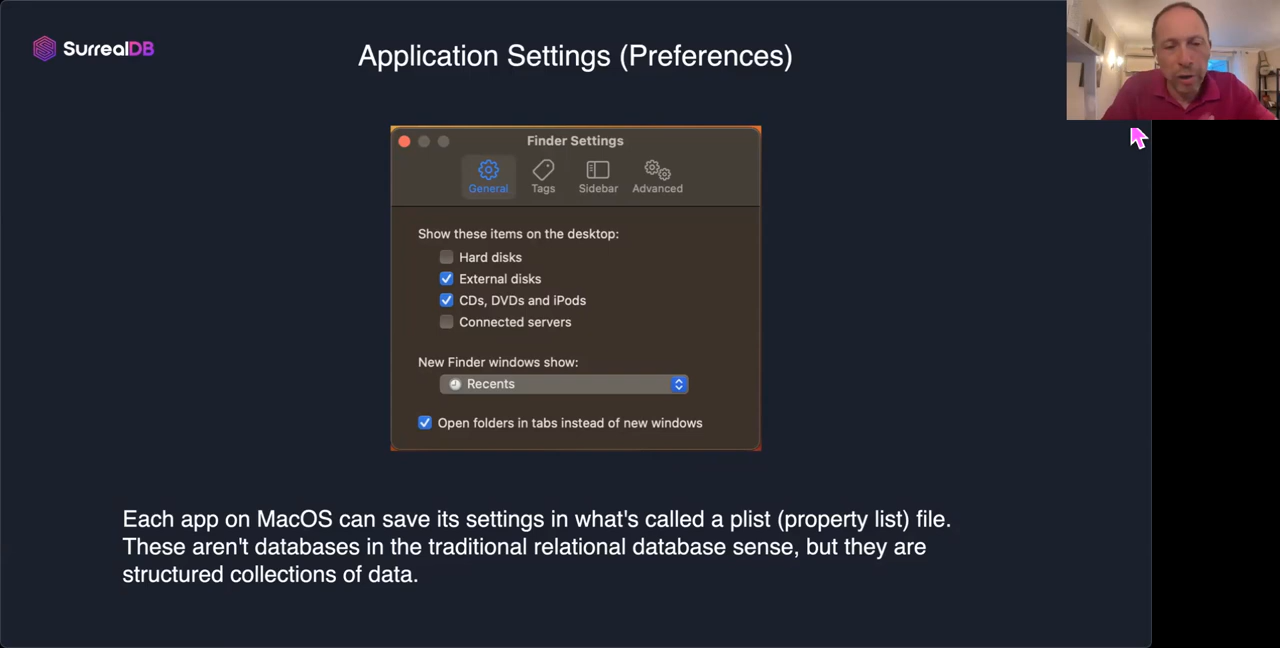 SurrealDB
Application Settings (Preferences)
Finder Settings
General Tags Sidebar Advanced
Show these items on the desktop:
Hard disks
External disks
CDs, DVDs and iPods
Connected servers
New Finder windows show:
Recents
Open folders in tabs instead of new windows
Each app on MacOS can save its settings in what's called a plist (property list) file.
These aren't databases in the traditional relational database sense, but they are
structured collections of data.